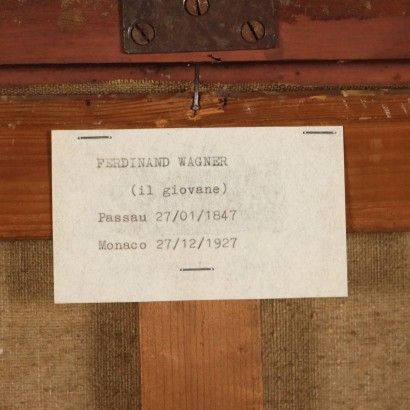 FERDINAND WAGNER
(il giovane)
Passau 27/01/1847
Monaco 27/12/1927